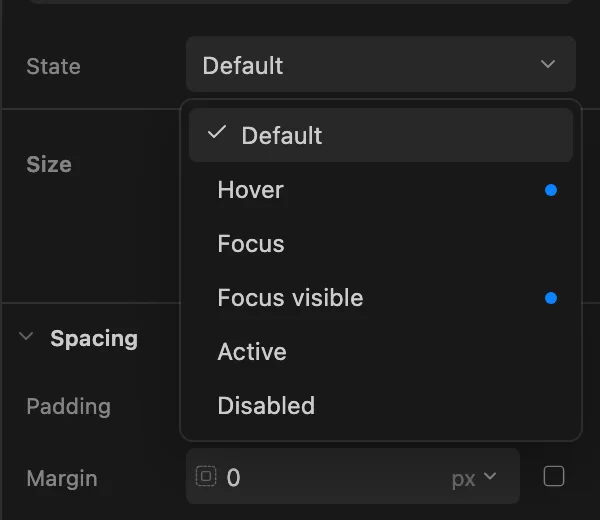 State
Default
Default
Size
Hover
Focus
Focus visible
Spacing
Active
Padding
Disabled
Margin
0
px